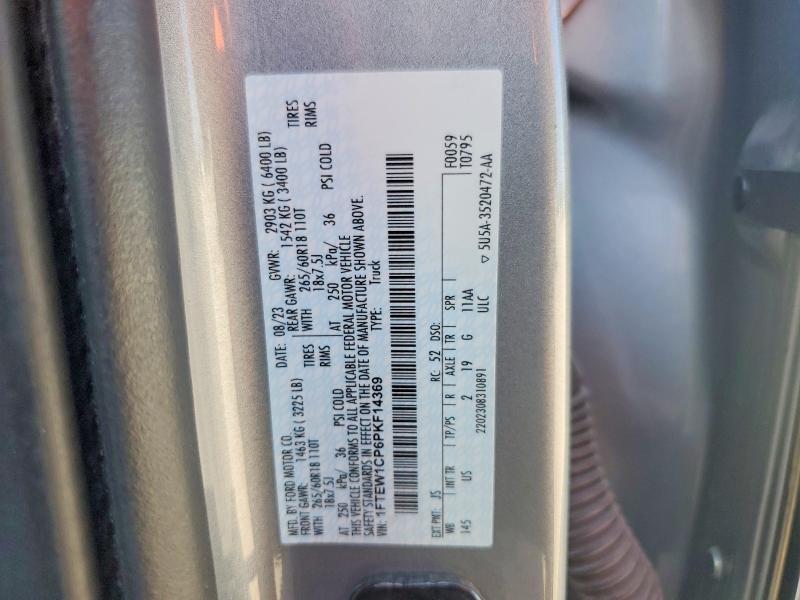 MFD. BY FORD MOTOR CO. DATE: 08/23 GVWR: 2903 KG ( 6400 LB)
FRONT GAWR: 1463 KG ( 3225 LB) REAR GAWR: 1542 KG ( 3400 LB)
WITH 265/60R18 110T TIRES WITH 265/60R18 110T TIRES
18x7.5J RIMS 18x7.5J RIMS
AT 250 kPa/ 36 PSI COLD AT 250 kPa/ 36 PSI COLD
THIS VEHICLE CONFORMS TO ALL APPLICABLE FEDERAL MOTOR VEHICLE
SAFETY STANDARDS IN EFFECT ON THE DATE OF MANUFACTURE SHOWN ABOVE.
VIN: 1FTEW1CP6PKF14369 TYPE: Truck
F0059
EXT PNT: JS RC: 52 DSO: T0795
WB INT TR TP/PS R AXLE TR SPR
145 US 2 19 G 11AA
2202308310891 ULC
▽ 5U5A-3520472-AA